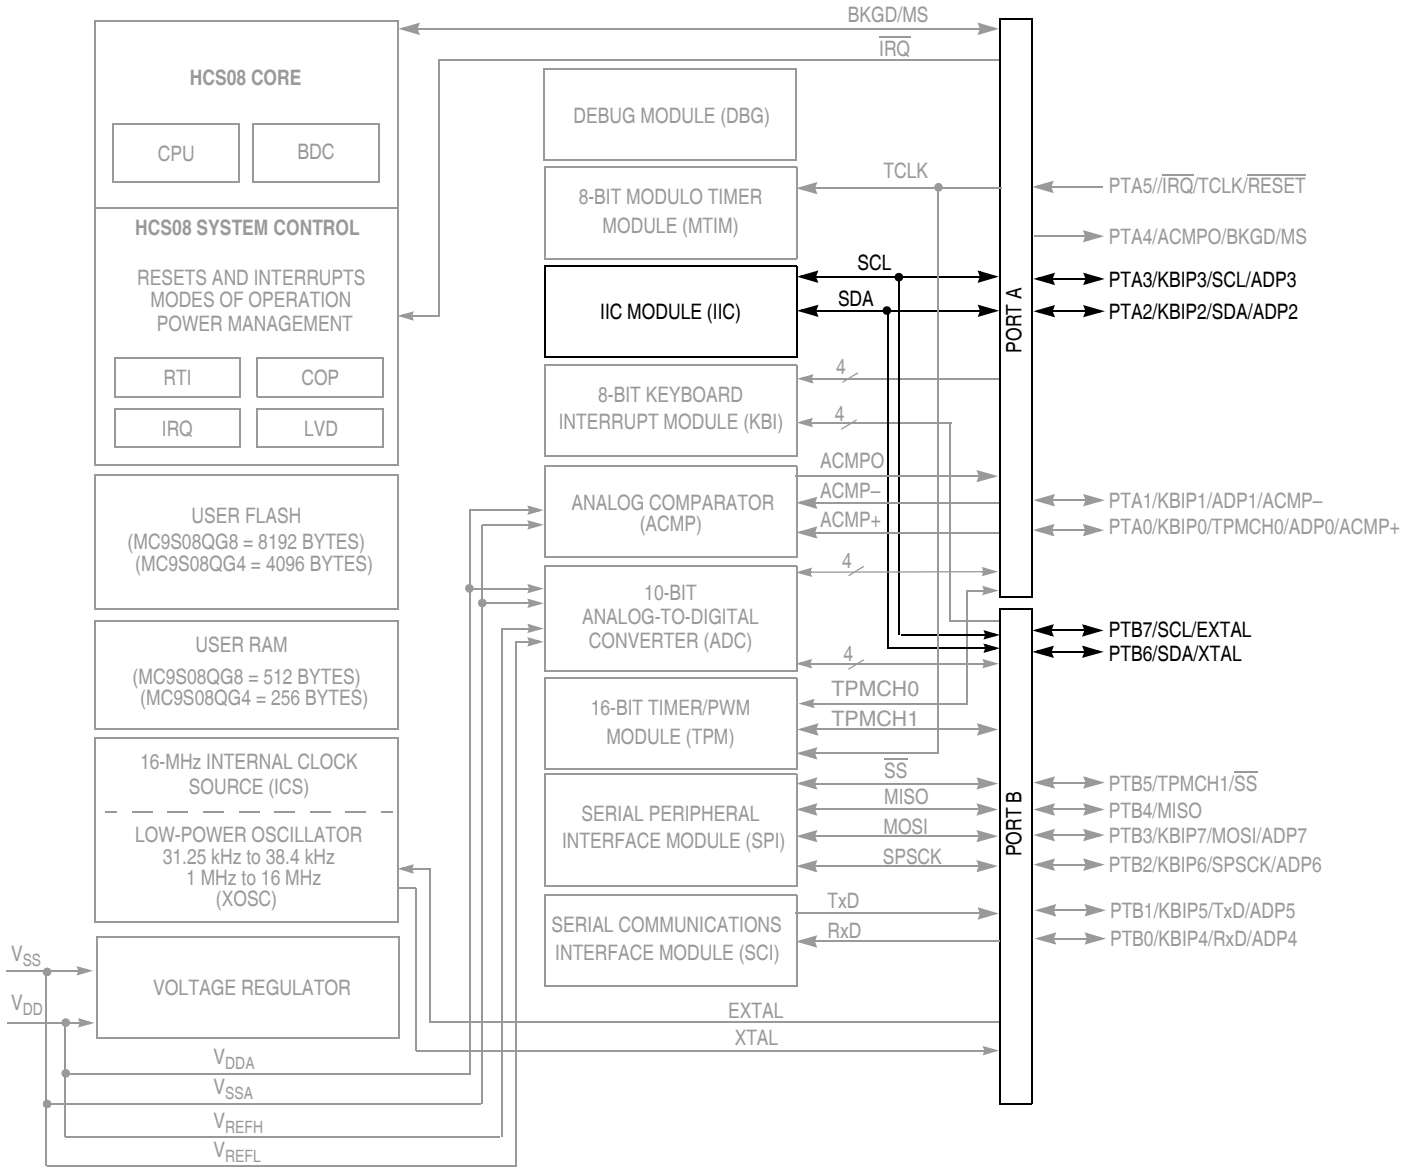 BKGD/MS
IRQ
HCS08 CORE
CPU
BDC
HCS08 SYSTEM CONTROL
RESETS AND INTERRUPTS
MODES OF OPERATION
POWER MANAGEMENT
RTI
COP
IRQ
LVD
USER FLASH
(MC9S08QG8 = 8192 BYTES)
(MC9S08QG4 = 4096 BYTES)
USER RAM
(MC9S08QG8 = 512 BYTES)
(MC9S08QG4 = 256 BYTES)
16-MHz INTERNAL CLOCK
SOURCE (ICS)
LOW-POWER OSCILLATOR
31.25 kHz to 38.4 kHz
1 MHz to 16 MHz
(XOSC)
VSS
VDD
VOLTAGE REGULATOR
VDDA
VSSA
VREFH
VREFL
DEBUG MODULE (DBG)
8-BIT MODULO TIMER
MODULE (MTIM)
TCLK
IIC MODULE (IIC)
SCL
SDA
8-BIT KEYBOARD
INTERRUPT MODULE (KBI)
4
4
ANALOG COMPARATOR
(ACMP)
ACMPO
ACMP–
ACMP+
10-BIT
ANALOG-TO-DIGITAL
CONVERTER (ADC)
4
4
16-BIT TIMER/PWM
MODULE (TPM)
TPMCH0
TPMCH1
SERIAL PERIPHERAL
INTERFACE MODULE (SPI)
SS
MISO
MOSI
SPSCK
SERIAL COMMUNICATIONS
INTERFACE MODULE (SCI)
TxD
RxD
EXTAL
XTAL
PORT A
PORT B
PTA5//IRQ/TCLK/RESET
PTA4/ACMPO/BKGD/MS
PTA3/KBIP3/SCL/ADP3
PTA2/KBIP2/SDA/ADP2
PTA1/KBIP1/ADP1/ACMP–
PTA0/KBIP0/TPMCH0/ADP0/ACMP+
PTB7/SCL/EXTAL
PTB6/SDA/XTAL
PTB5/TPMCH1/SS
PTB4/MISO
PTB3/KBIP7/MOSI/ADP7
PTB2/KBIP6/SPSCK/ADP6
PTB1/KBIP5/TxD/ADP5
PTB0/KBIP4/RxD/ADP4